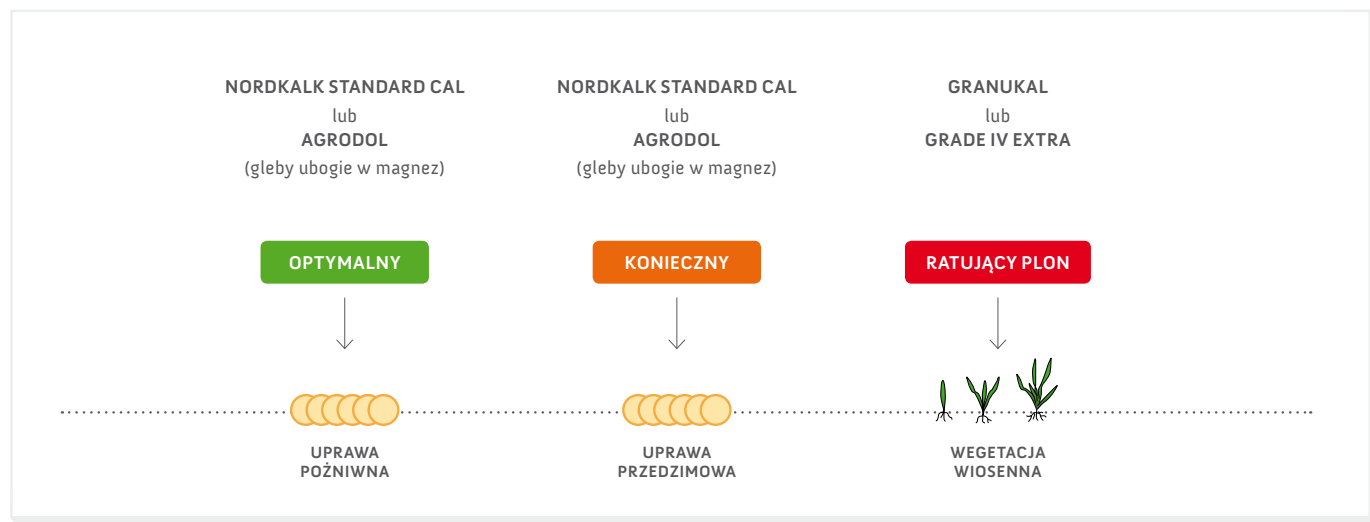 NORDKALK STANDARD CAL
lub
AGRODOL
(gleby ubogie w magnez)
OPTYMALNY
UPRAWA
POŻNIWNA
NORDKALK STANDARD CAL
lub
AGRODOL
(gleby ubogie w magnez)
KONIECZNY
UPRAWA
PRZEDZIMOWA
GRANUKAL
lub
GRADE IV EXTRA
RATUJĄCY PLON
WEGETACJA
WIOSENNA